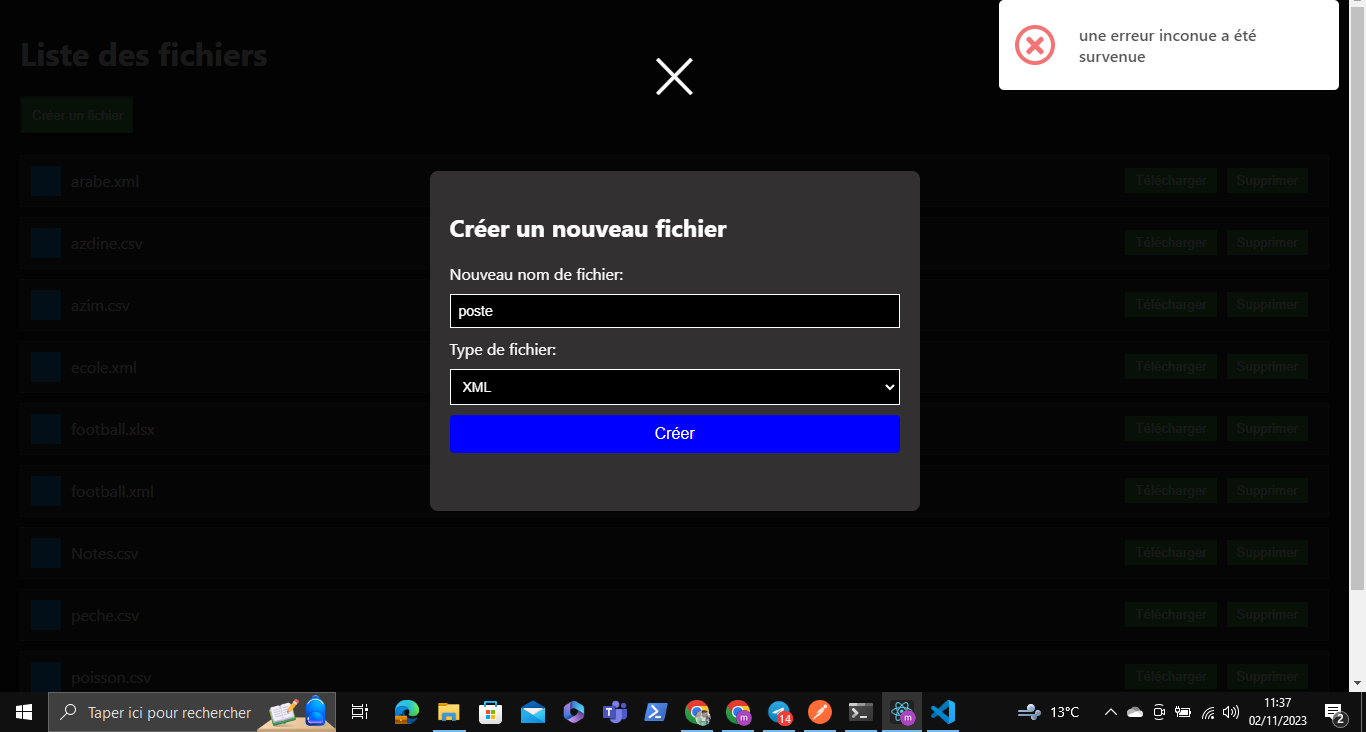 Liste des fichiers
une erreur inconue a été
survenue
Créer un fichier
arabe.xml
Télécharger
Supprimer
Créer un nouveau fichier
azdine.csv
Télécharger
Supprimer
Nouveau nom de fichier:
azim.csv
poste
Télécharger
Supprimer
Type de fichier:
ecole.xml
Télécharger
Supprimer
XML
football.xlsx
Créer
Télécharger
Supprimer
football.xml
Télécharger
Supprimer
Notes.csv
Télécharger
Supprimer
peche.csv
Télécharger
Supprimer
poisson.csv
Télécharger
Supprimer
Taper ici pour rechercher
14
m
m
13°C
11:37
02/11/2023
2